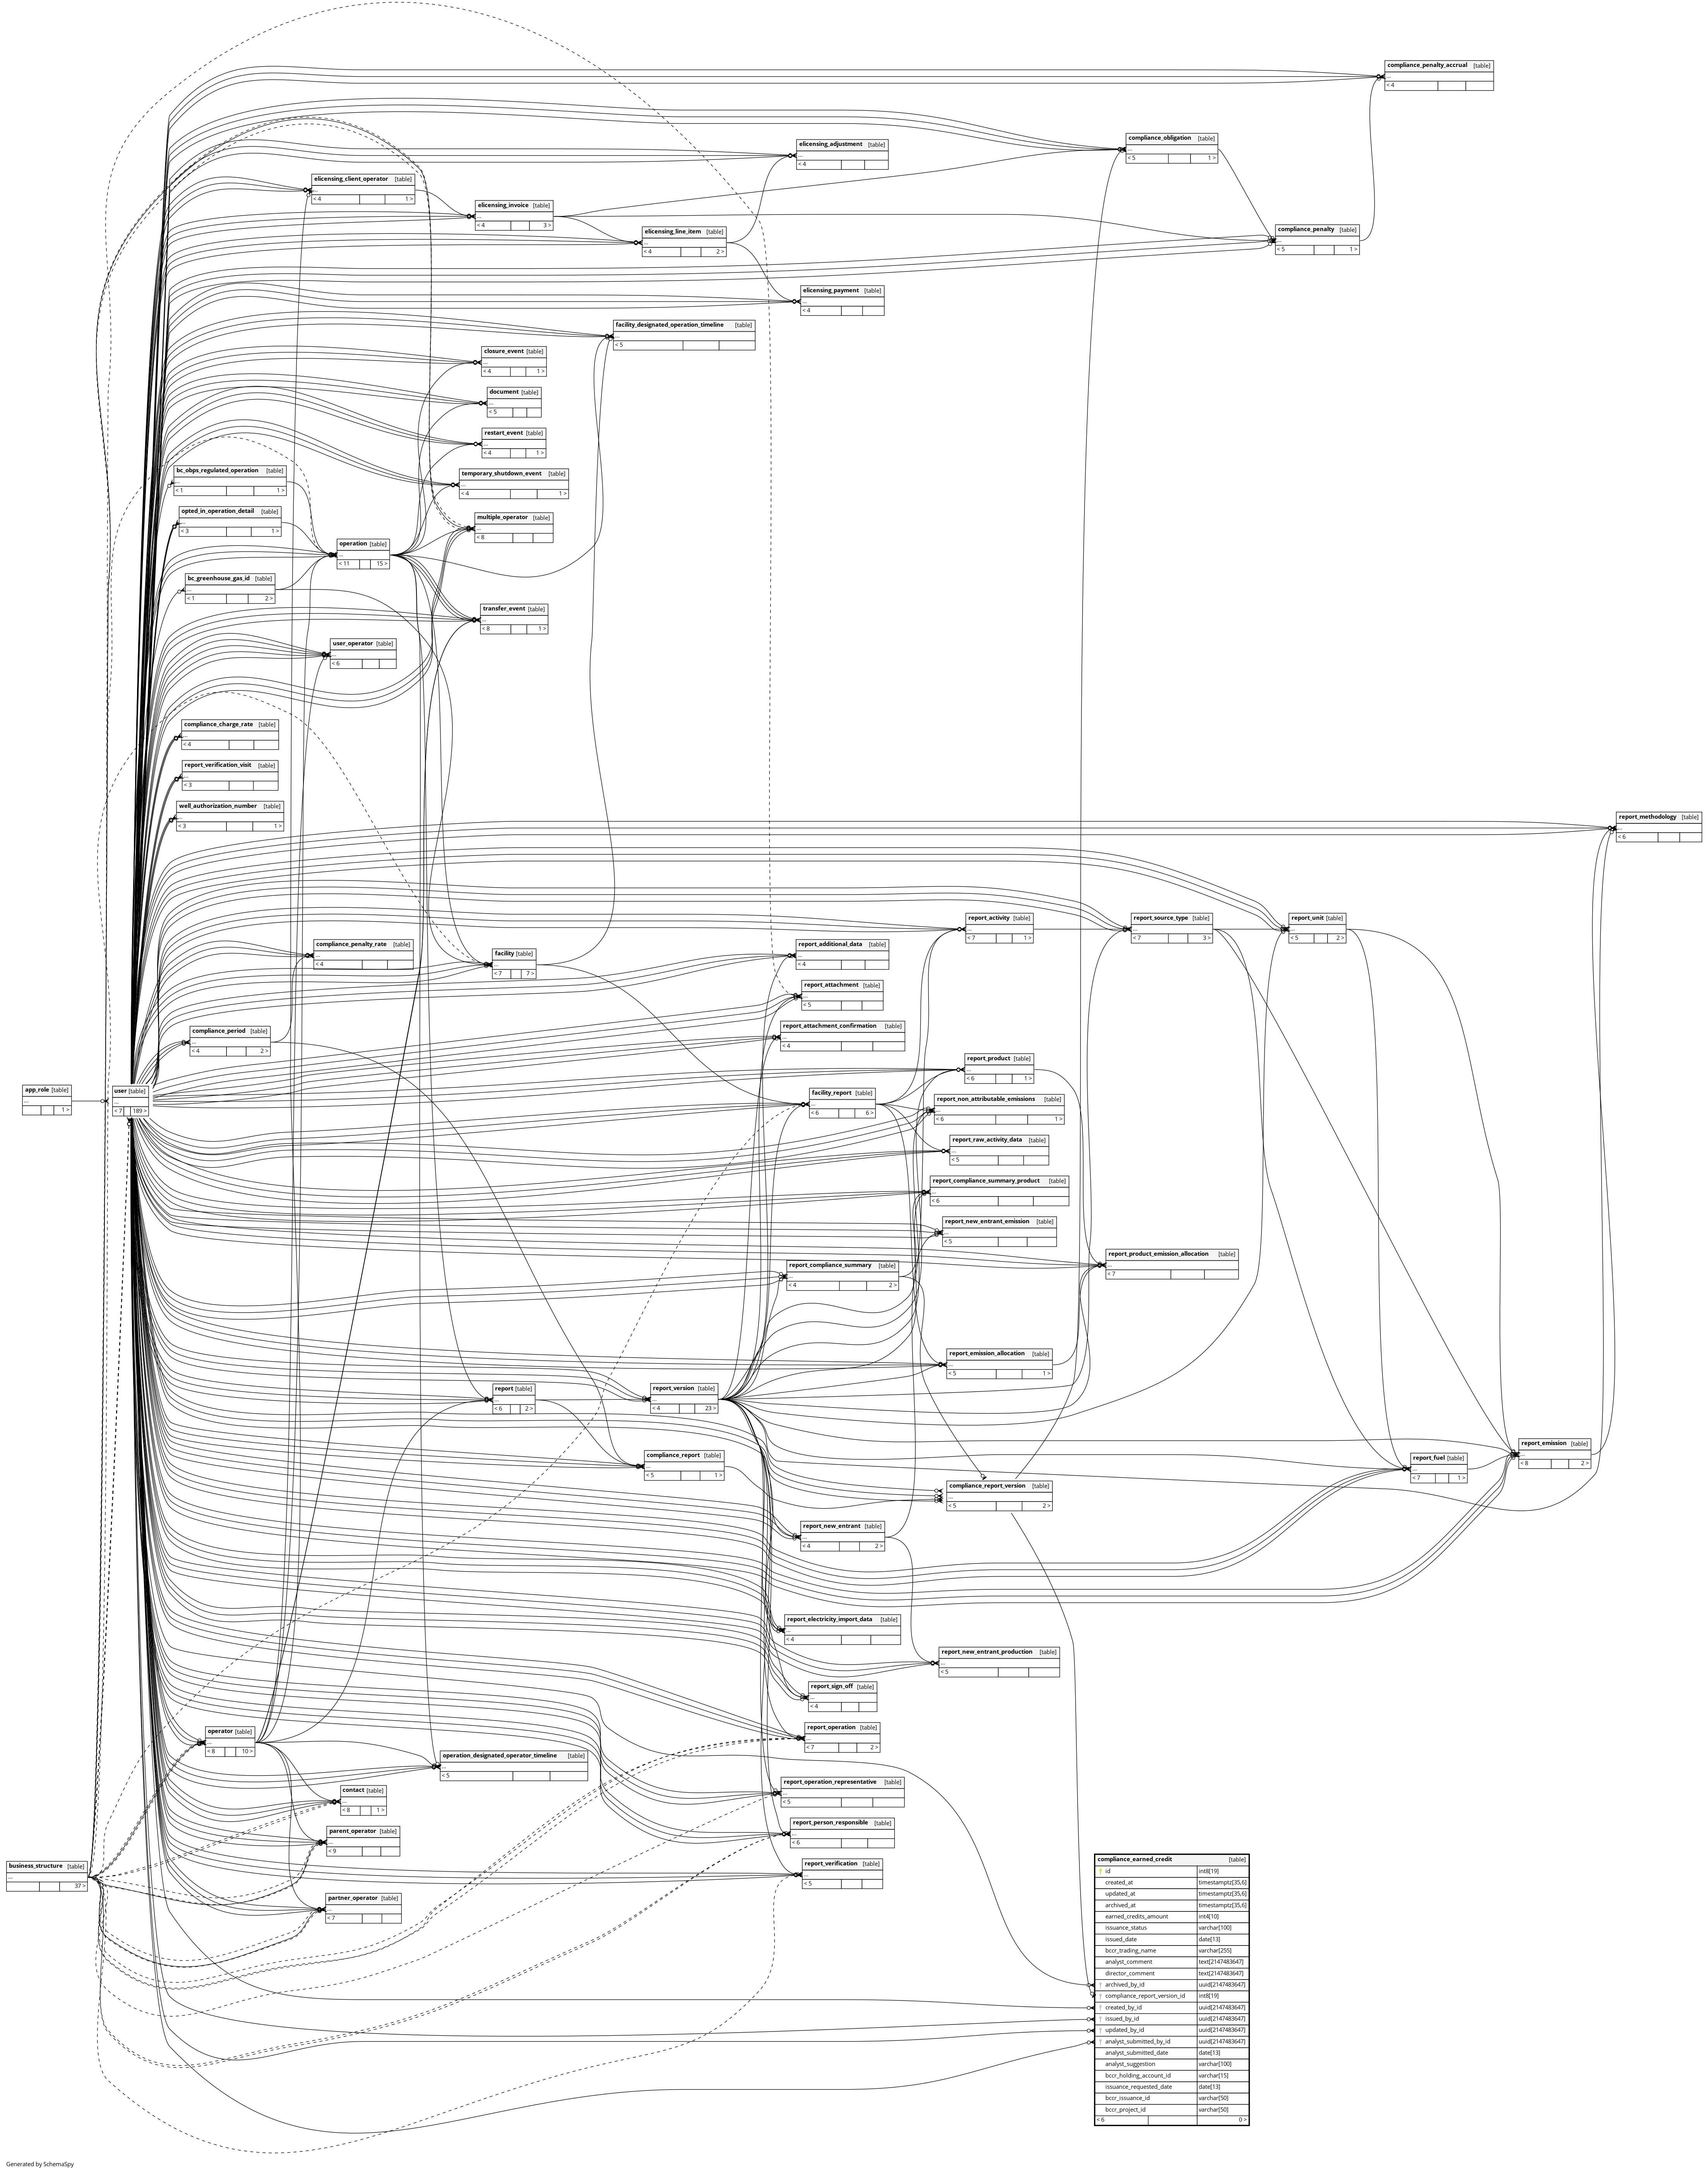 compliance_penalty_accrual [table]
...
< 4
compliance_obligation [table]
...
< 5 1 >
elicensing_adjustment [table]
...
< 4
elicensing_client_operator [table]
...
< 4 1 >
elicensing_invoice [table]
...
< 4 3 >
compliance_penalty [table]
...
< 5 1 >
elicensing_line_item [table]
...
< 4 2 >
elicensing_payment [table]
...
< 4
facility_designated_operation_timeline [table]
...
< 5
closure_event [table]
...
< 4 1 >
document [table]
...
< 5
restart_event [table]
...
< 4 1 >
bc_obps_regulated_operation [table]
...
< 1 1 >
temporary_shutdown_event [table]
...
< 4 1 >
opted_in_operation_detail [table]
...
< 3 1 >
multiple_operator [table]
...
< 8
operation [table]
...
< 11 15 >
bc_greenhouse_gas_id [table]
...
< 1 2 >
transfer_event [table]
...
< 8 1 >
user_operator [table]
...
< 6
compliance_charge_rate [table]
...
< 4
report_verification_visit [table]
...
< 3
well_authorization_number [table]
...
< 3 1 >
report_methodology [table]
...
< 6
report_activity [table]
...
< 7 1 >
report_source_type [table]
...
< 7 3 >
report_unit [table]
...
< 5 2 >
compliance_penalty_rate [table]
...
< 4
facility [table]
...
< 7 7 >
report_additional_data [table]
...
< 4
report_attachment [table]
...
< 5
compliance_period [table]
...
< 4 2 >
report_attachment_confirmation [table]
...
< 4
report_product [table]
...
< 6 1 >
app_role [table]
...
1 >
user [table]
...
< 7 189 >
facility_report [table]
...
< 6 6 >
report_non_attributable_emissions [table]
...
< 6 1 >
report_raw_activity_data [table]
...
< 5
report_compliance_summary_product [table]
...
< 6
report_new_entrant_emission [table]
...
< 5
report_product_emission_allocation [table]
...
< 7
report_compliance_summary [table]
...
< 4 2 >
report_emission_allocation [table]
...
< 5 1 >
report [table]
...
< 6 2 >
report_version [table]
...
< 4 23 >
report_emission [table]
...
< 8 2 >
compliance_report [table]
...
< 5 1 >
report_fuel [table]
...
< 7 1 >
compliance_report_version [table]
...
< 5 2 >
report_new_entrant [table]
...
< 4 2 >
report_electricity_import_data [table]
...
< 4
report_new_entrant_production [table]
...
< 5
report_sign_off [table]
...
< 4
operator [table]
...
< 8 10 >
report_operation [table]
...
< 7 2 >
operation_designated_operator_timeline [table]
...
< 5
report_operation_representative [table]
...
< 5
contact [table]
...
< 8 1 >
report_person_responsible [table]
...
< 6
parent_operator [table]
...
< 9
business_structure [table]
...
37 >
report_verification [table]
...
< 5
partner_operator [table]
...
< 7
compliance_earned_credit [table]
id int8[19]
created_at timestamptz[35,6]
updated_at timestamptz[35,6]
archived_at timestamptz[35,6]
earned_credits_amount int4[10]
issuance_status varchar[100]
issued_date date[13]
bccr_trading_name varchar[255]
analyst_comment text[2147483647]
director_comment text[2147483647]
archived_by_id uuid[2147483647]
compliance_report_version_id int8[19]
created_by_id uuid[2147483647]
issued_by_id uuid[2147483647]
updated_by_id uuid[2147483647]
analyst_submitted_by_id uuid[2147483647]
analyst_submitted_date date[13]
analyst_suggestion varchar[100]
bccr_holding_account_id varchar[15]
issuance_requested_date date[13]
bccr_issuance_id varchar[50]
bccr_project_id varchar[50]
< 6 0 >
Generated by SchemaSpy